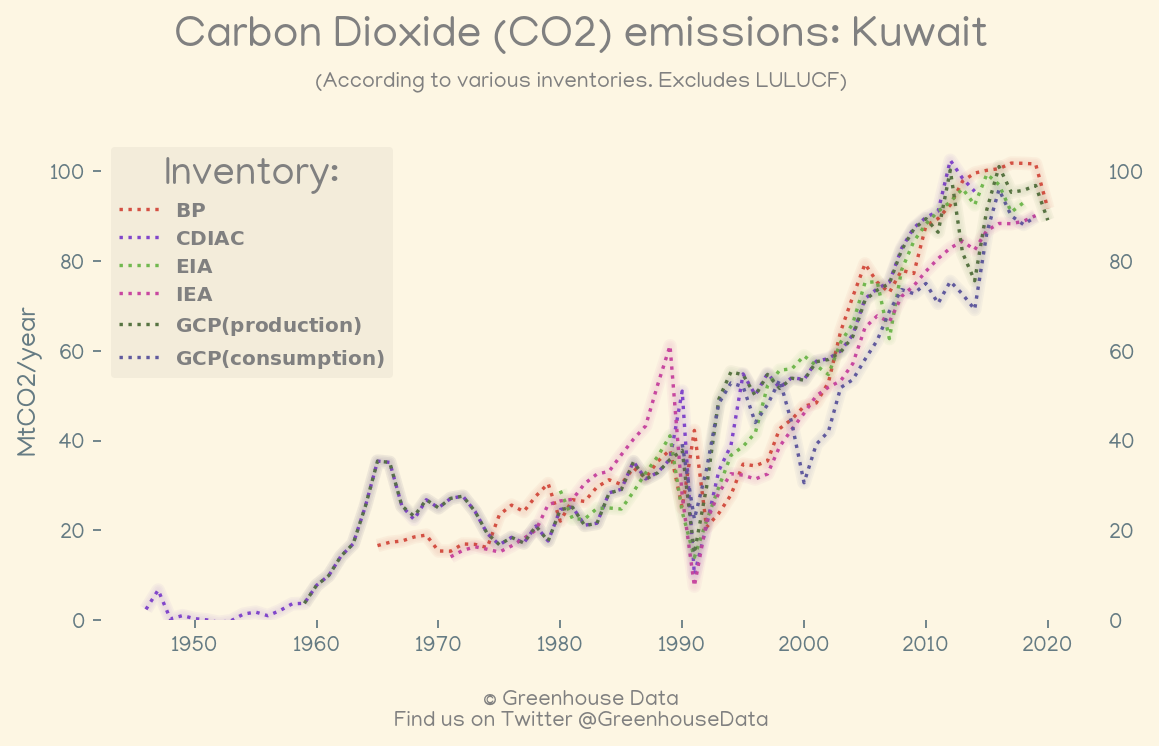 Carbon Dioxide (CO2) emissions: Kuwait
(According to various inventories. Excludes LULUCF)
Inventory:
BP
CDIAC
EIA
IEA
GCP(production)
GCP(consumption)
MtCO2/year
100
80
60
40
20
0
100
80
60
40
20
0
1950 1960 1970 1980 1990 2000 2010 2020
© Greenhouse Data
Find us on Twitter @GreenhouseData